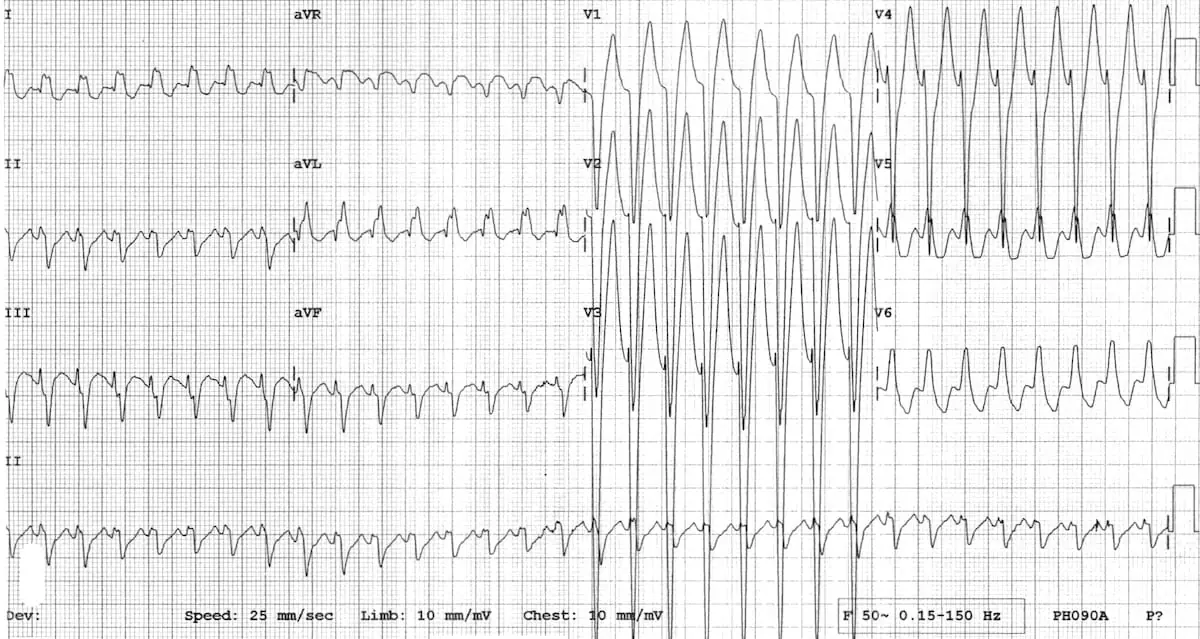 I aVR V1 V4
II aVL V2 V5
III aVF V3 V6
II
Dev: Speed: 25 mm/sec Limb: 10 mm/mV Chest: 10 mm/mV F 50~ 0.15-150 Hz PH090A P?